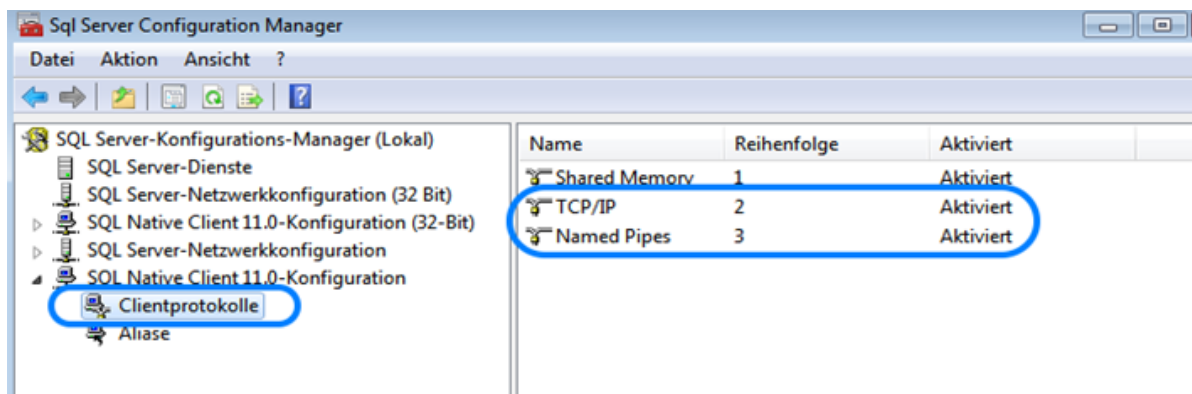 Sql Server Configuration Manager
Datei Aktion Ansicht ?
SQL Server-Konfigurations-Manager (Lokal)
SQL Server-Dienste
SQL Server-Netzwerkkonfiguration (32 Bit)
SQL Native Client 11.0-Konfiguration (32-Bit)
SQL Server-Netzwerkkonfiguration
SQL Native Client 11.0-Konfiguration
Clientprotokolle
Aliase
Name Reihenfolge Aktiviert
Shared Memory 1 Aktiviert
TCP/IP 2 Aktiviert
Named Pipes 3 Aktiviert